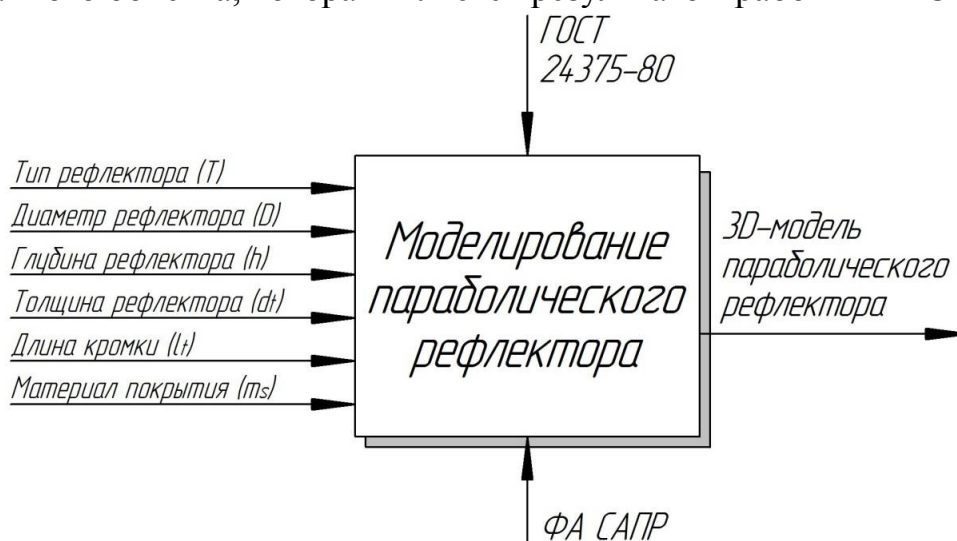 ГОСТ
24375-80
Тип рефлектора (T)
Диаметр рефлектора (D)
Глубина рефлектора (h)
Толщина рефлектора (dt)
Длина кромки (lt)
Материал покрытия (ms)
Моделирование
параболического
рефлектора
3D-модель
параболического
рефлектора
ФА САПР